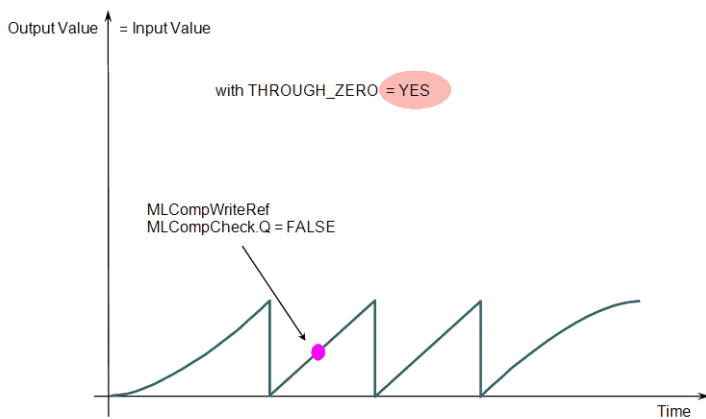 Output Value = Input Value
with THROUGH_ZERO = YES
MLCompWriteRef
MLCompCheck.Q = FALSE
Time